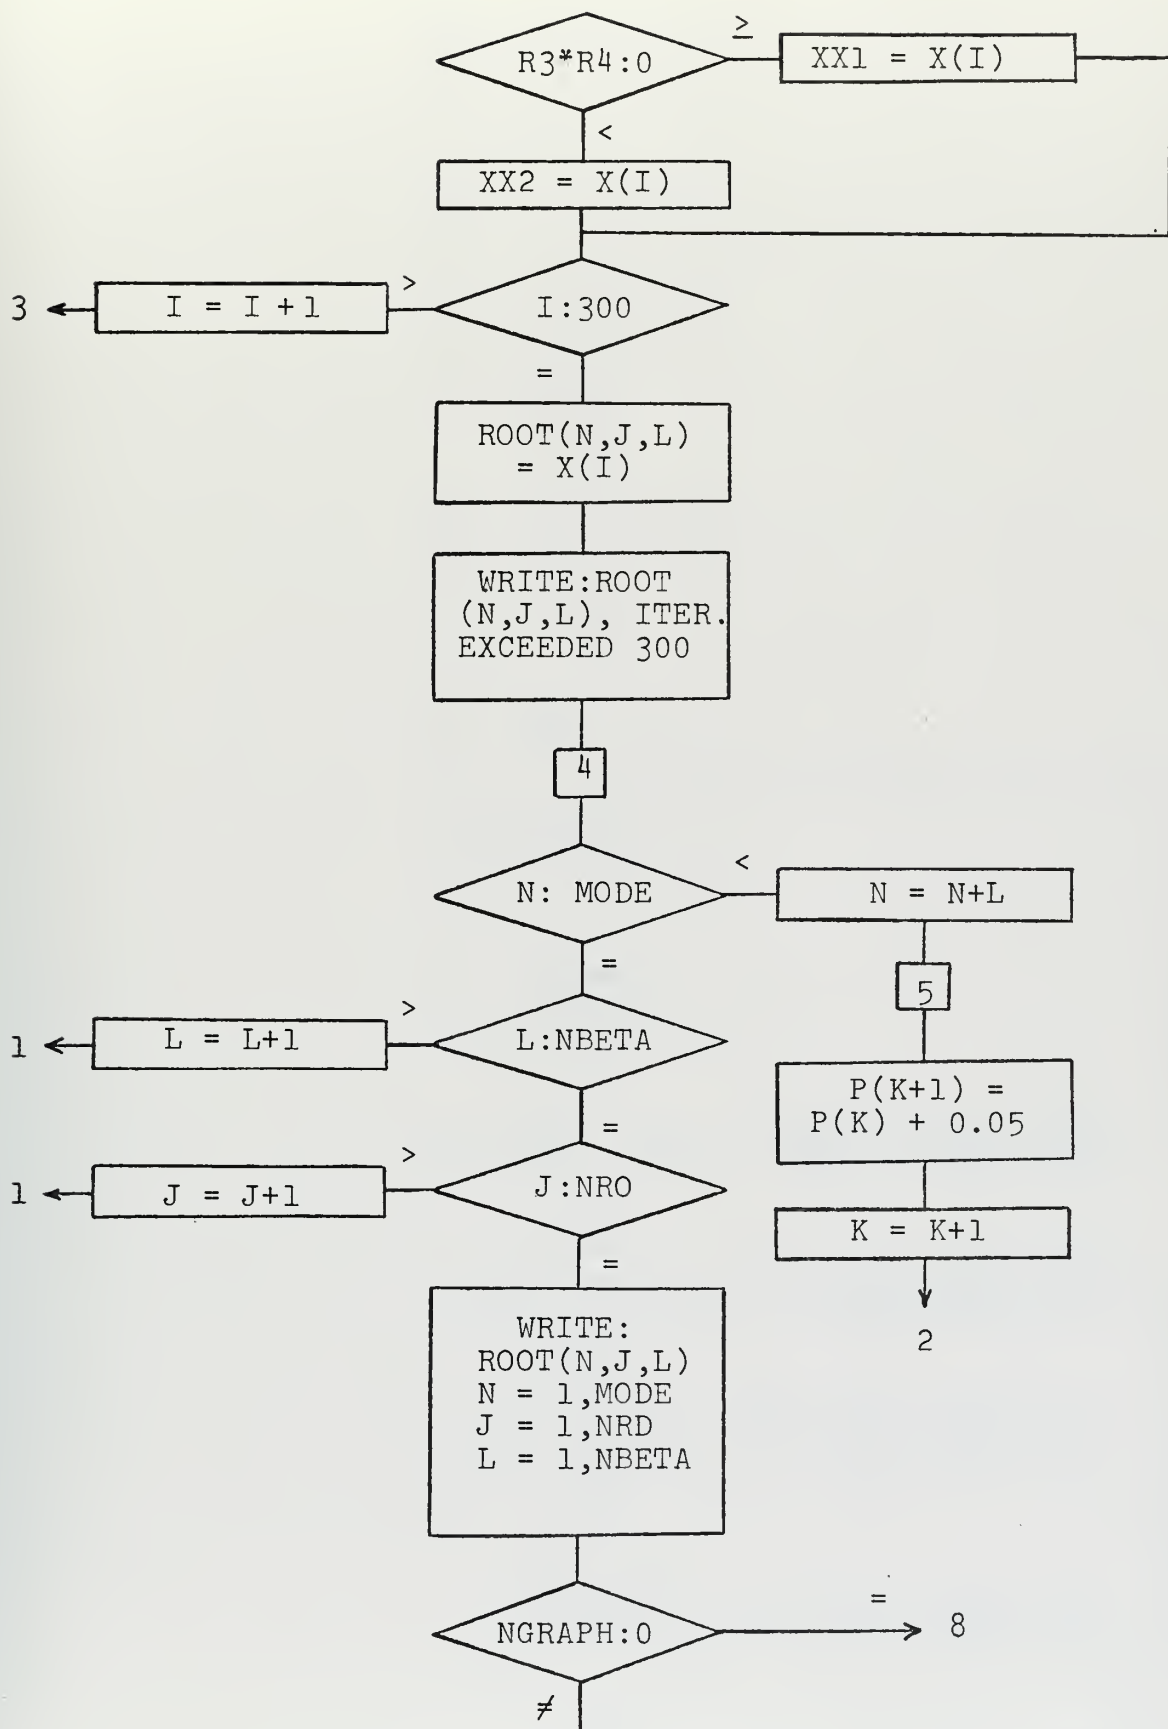 R3*R4:0
≥
XX1 = X(I)
<
XX2 = X(I)
3
I = I + 1
>
I:300
=
ROOT(N,J,L)
= X(I)
WRITE:ROOT
(N,J,L), ITER.
EXCEEDED 300
4
N: MODE
<
N = N+L
=
5
1
L = L+1
>
L:NBETA
P(K+1) =
P(K) + 0.05
=
1
J = J+1
>
J:NRO
K = K+1
=
2
WRITE:
ROOT(N,J,L)
N = 1,MODE
J = 1,NRD
L = 1,NBETA
NGRAPH:0
=
8
≠